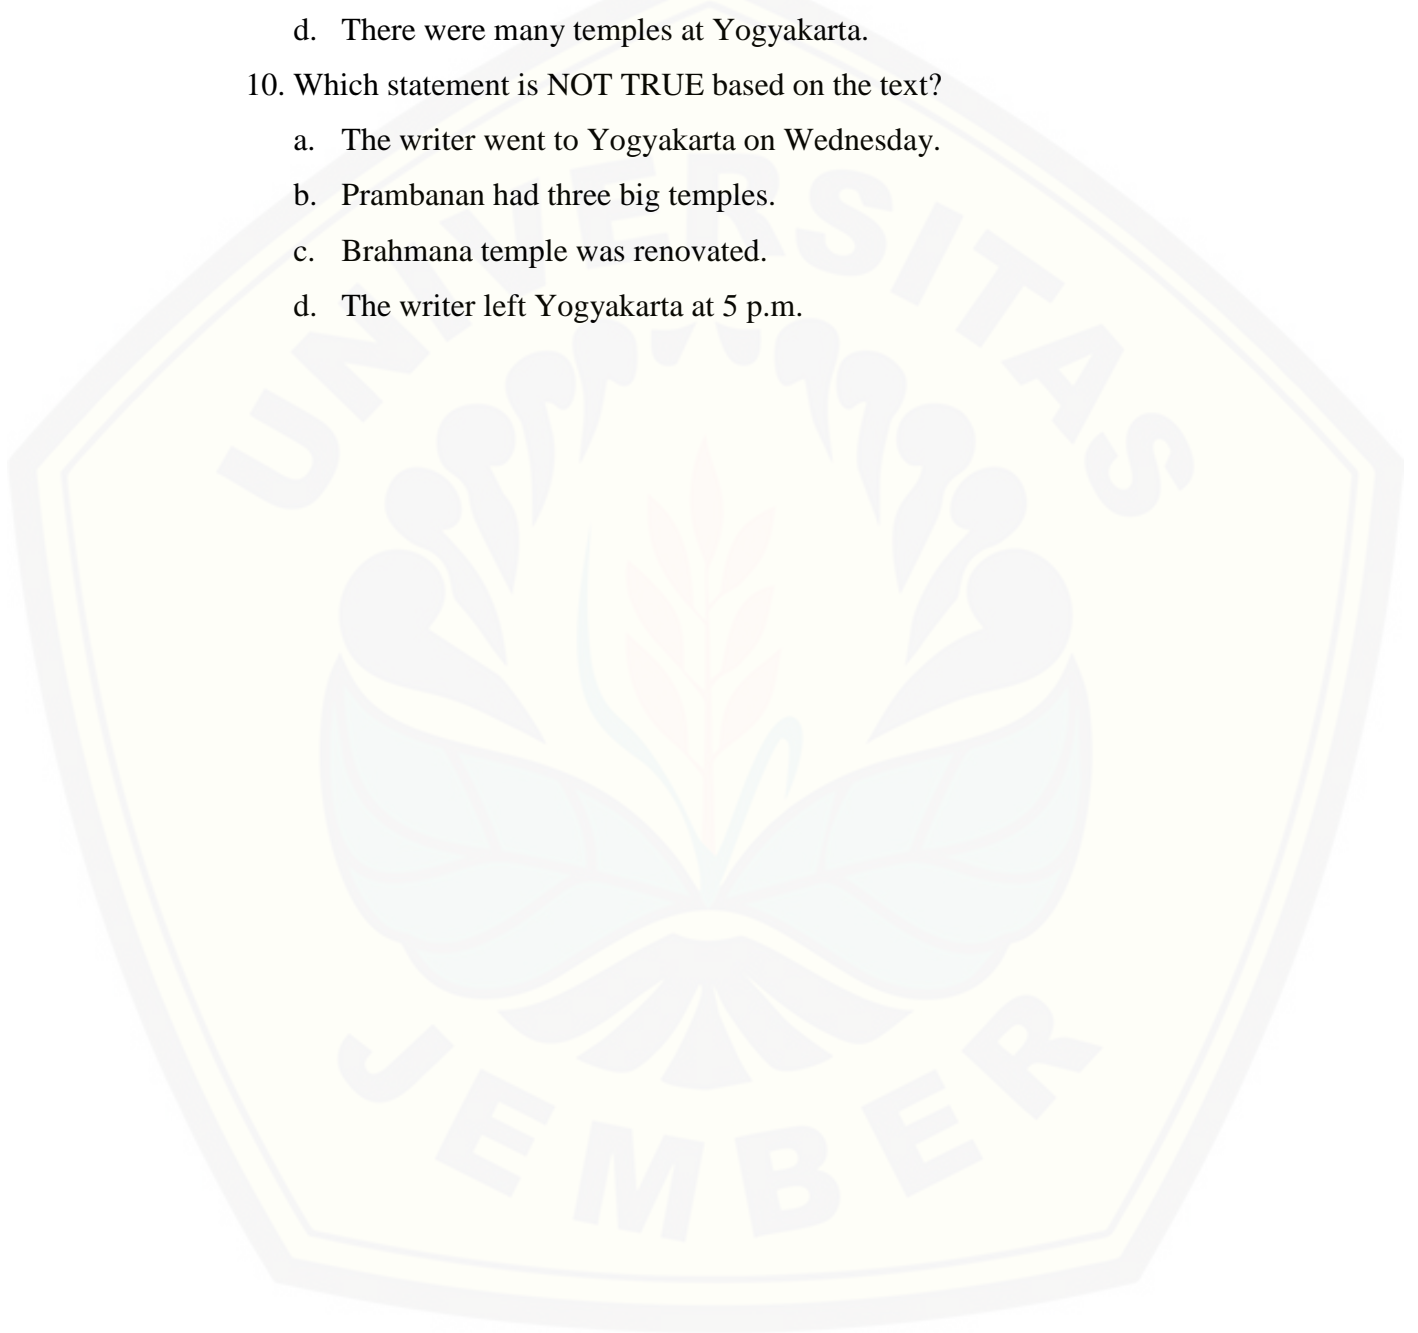 d. There were many temples at Yogyakarta.
10. Which statement is NOT TRUE based on the text?
a. The writer went to Yogyakarta on Wednesday.
b. Prambanan had three big temples.
c. Brahmana temple was renovated.
d. The writer left Yogyakarta at 5 p.m.
UNIVERSITAS
JEMBER